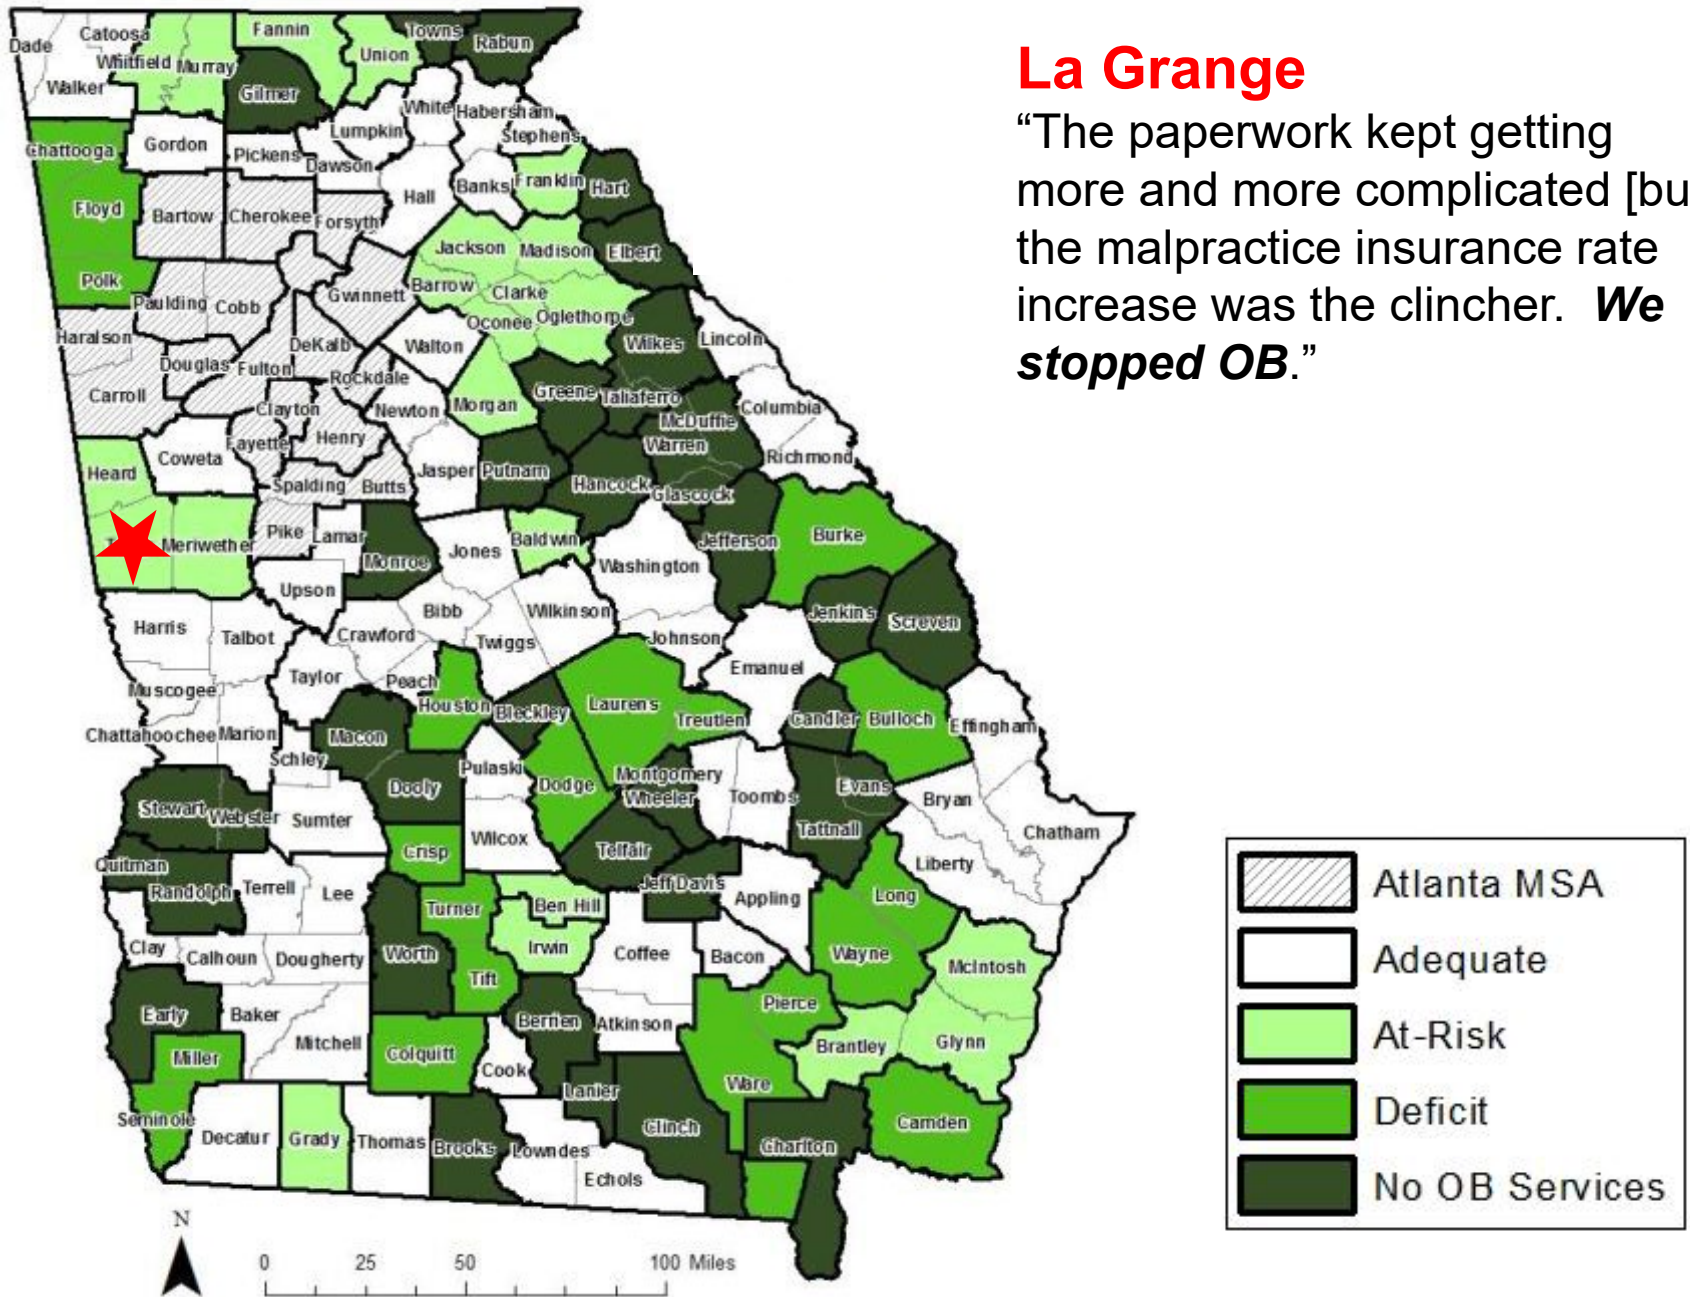 La Grange
“The paperwork kept getting
more and more complicated [bu
the malpractice insurance rate
increase was the clincher. We
stopped OB.”
Dade
Catoosa
Whitfield
Murray
Fannin
Union
Towns
Rabun
Walker
Gilmer
White
Habersham
Lumpkin
Stephens
Chattooga
Gordon
Pickens
Dawson
Hall
Banks
Franklin
Hart
Floyd
Bartow
Cherokee
Forsyth
Jackson
Madison
Elbert
Polk
Paulding
Cobb
Gwinnett
Barrow
Clarke
Oconee
Oglethorpe
Haralson
Douglas
Fulton
DeKalb
Walton
Wilkes
Lincoln
Carroll
Rockdale
Clayton
Newton
Morgan
Greene
Taliaferro
McDuffie
Columbia
Heard
Coweta
Fayette
Henry
Warren
Richmond
Spalding
Butts
Jasper
Putnam
Hancock
Glascock
Meriwether
Pike
Lamar
Monroe
Jones
Baldwin
Washington
Jefferson
Burke
Upson
Bibb
Wilkinson
Jenkins
Screven
Harris
Talbot
Crawford
Twiggs
Johnson
Emanuel
Muscogee
Taylor
Peach
Houston
Bleckley
Laurens
Treutlen
Candler
Bulloch
Effingham
Chattahoochee
Marion
Macon
Schley
Pulaski
Dodge
Montgomery
Wheeler
Toombs
Evans
Bryan
Stewart
Webster
Sumter
Dooly
Wilcox
Telfair
Tattnall
Chatham
Crisp
Liberty
Quitman
Randolph
Terrell
Lee
Turner
Ben Hill
Jeff Davis
Appling
Long
Clay
Calhoun
Dougherty
Worth
Irwin
Coffee
Bacon
Wayne
McIntosh
Tift
Early
Baker
Berrien
Atkinson
Pierce
Miller
Mitchell
Colquitt
Cook
Brantley
Glynn
Lanier
Ware
Seminole
Decatur
Grady
Thomas
Brooks
Lowndes
Clinch
Charlton
Camden
Echols
N
0 25 50 100 Miles
Atlanta MSA
Adequate
At-Risk
Deficit
No OB Services